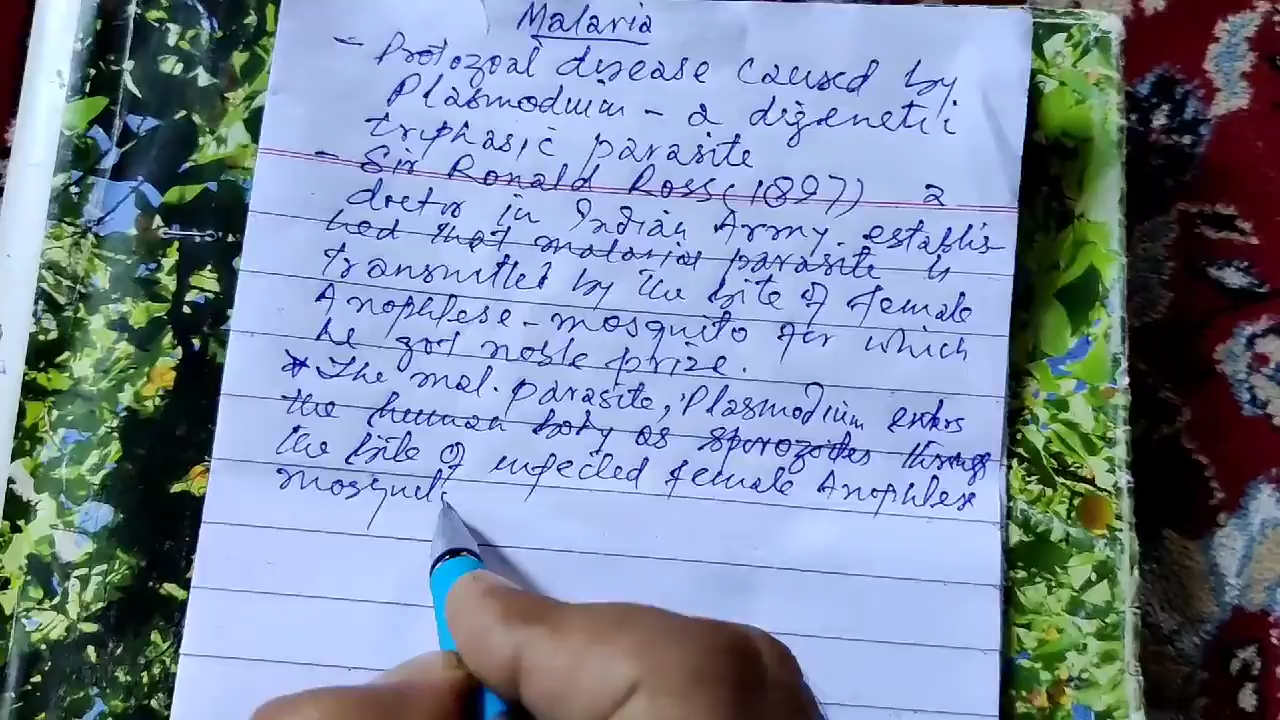 Malaria
- Protozoal disease caused by
Plasmodium - a digenetic
triphasic parasite
- Sir Ronald Ross (1897) a
doctor in Indian Army. establis
hed that malarial parasite is
transmitted by the bite of female
Anophlese - mosquito for which
he got noble prize.
* The mal. parasite, Plasmodium enters
the human body as sporozites through
the bite of infected female Anophles
mosquit